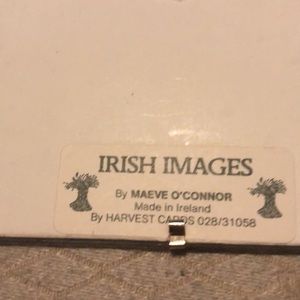 IRISH IMAGES
By MAEVE O'CONNOR
Made in Ireland
By HARVEST CARDS 028/31058